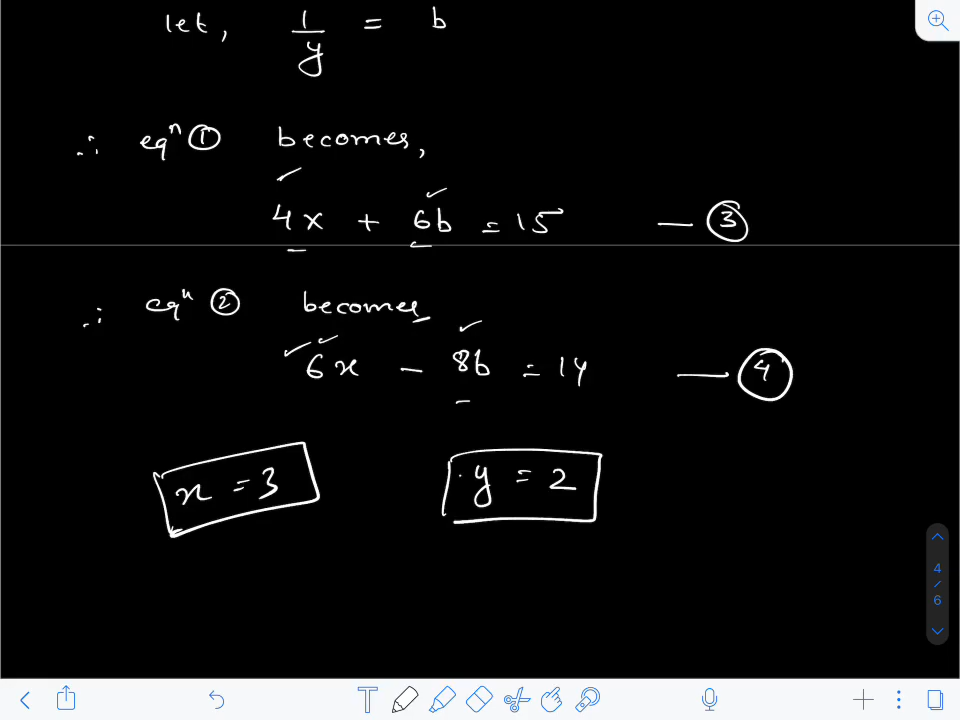 let, 1/y = b
∴ eqⁿ ① becomes,
4x + 6b = 15 — ③
∴ eqⁿ ② becomes
6x - 8b = 14 — ④
x = 3 y = 2
4
/
6
T